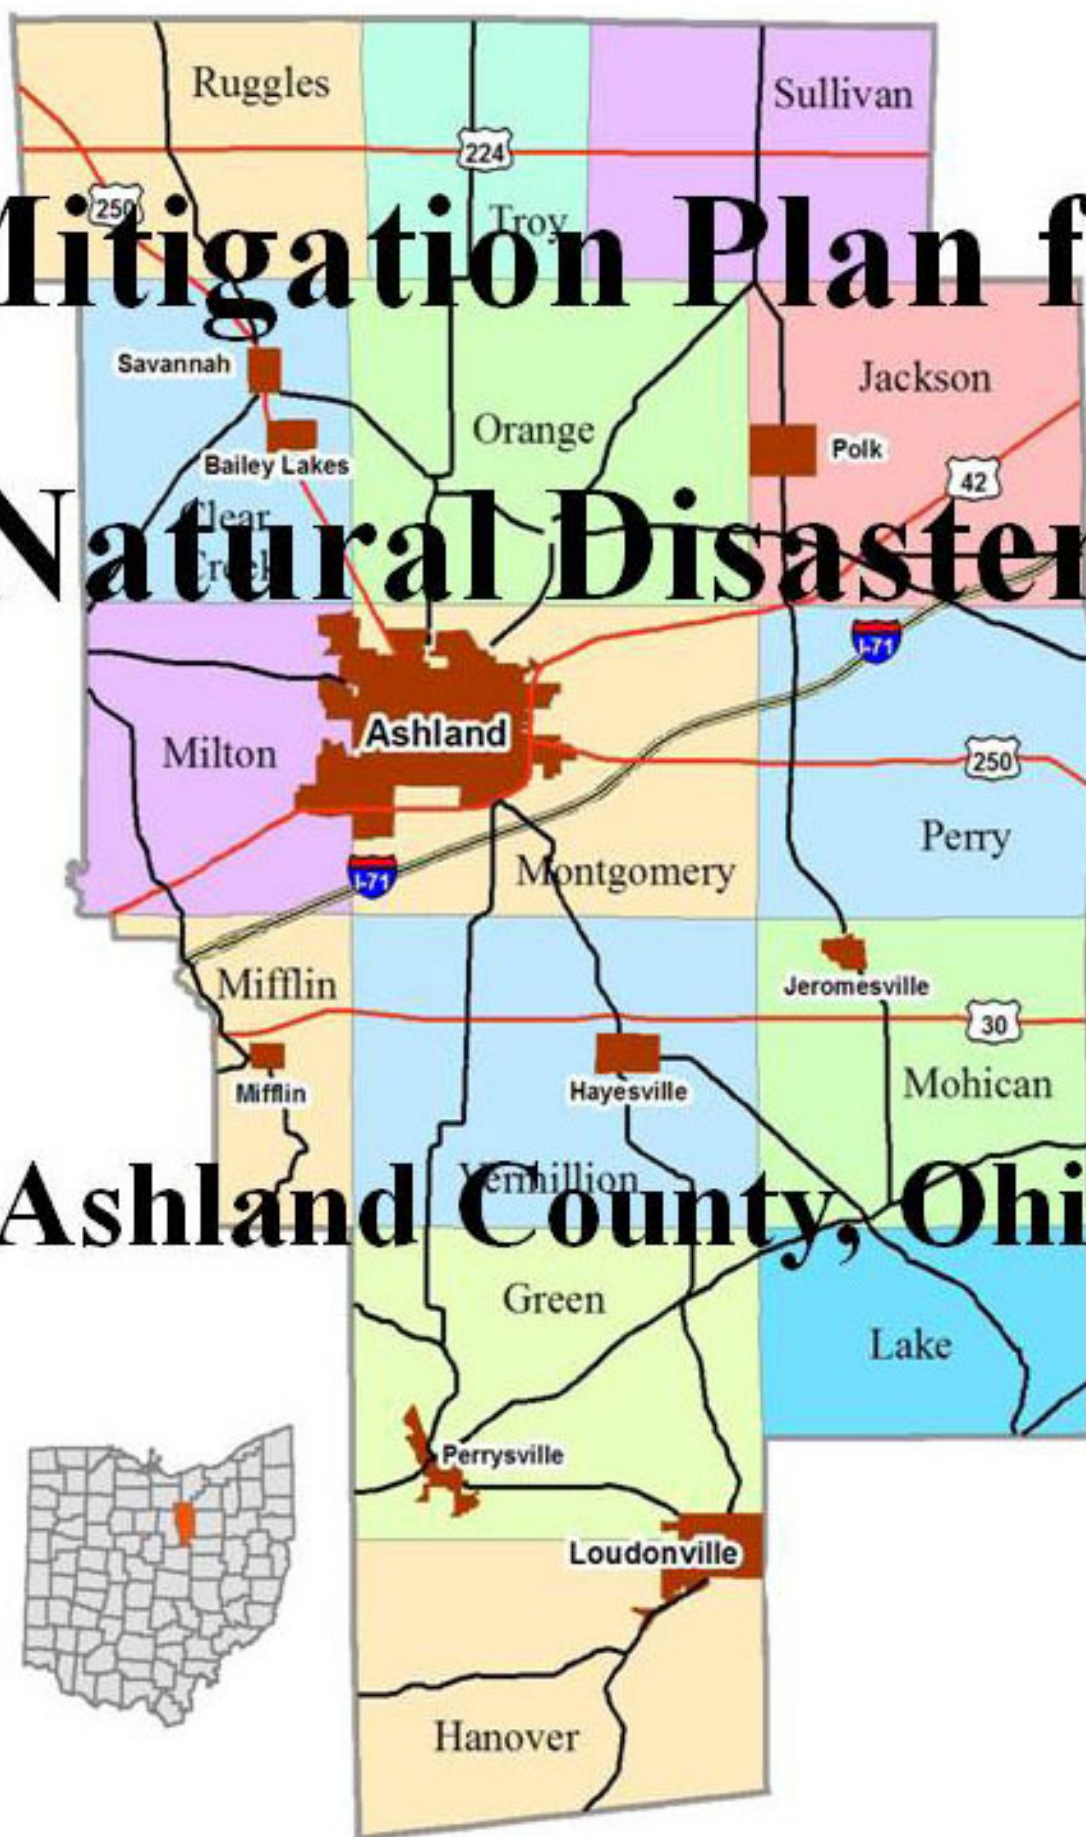 Ruggles
Sullivan
224
250
Troy
Mitigation Plan f
Savannah
Jackson
Orange
Polk
Bailey Lakes
42
Clear
Creek
Natural Disaster
I-71
Ashland
Milton
250
Perry
I-71
Montgomery
Mifflin
Jeromesville
30
Mifflin
Hayesville
Mohican
Vermillion
Ashland County, Ohi
Green
Lake
Perrysville
Loudonville
Hanover